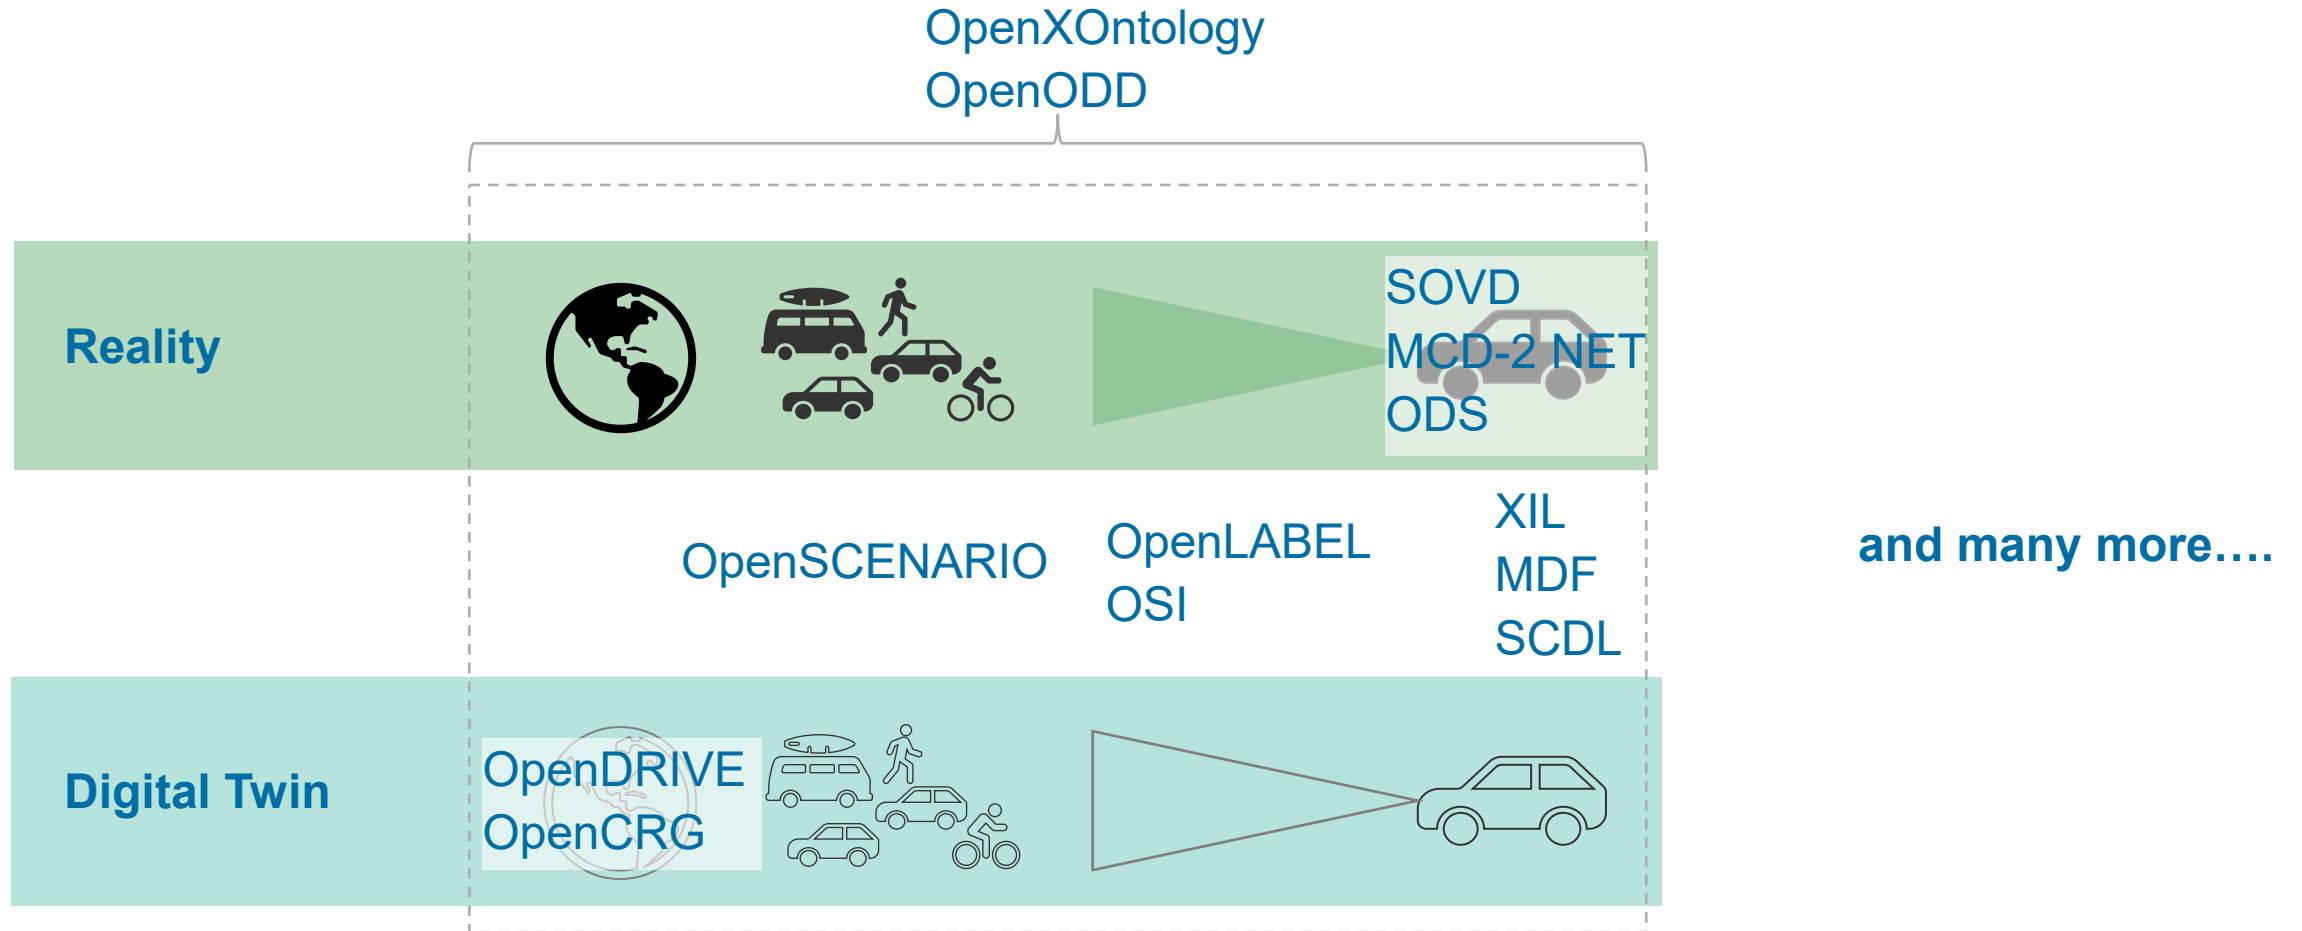 OpenXOntology
OpenODD
Reality
SOVD
MCD-2 NET
ODS
OpenSCENARIO
OpenLABEL
OSI
XIL
MDF
SCDL
and many more….
Digital Twin
OpenDRIVE
OpenCRG